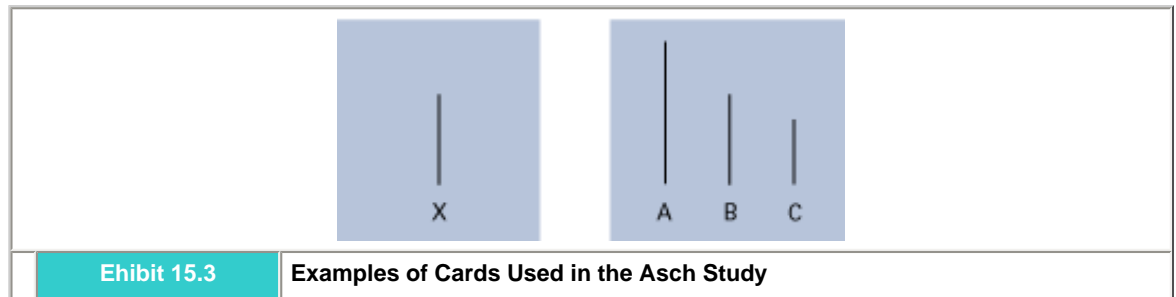 X A B C
Ehibit 15.3 Examples of Cards Used in the Asch Study